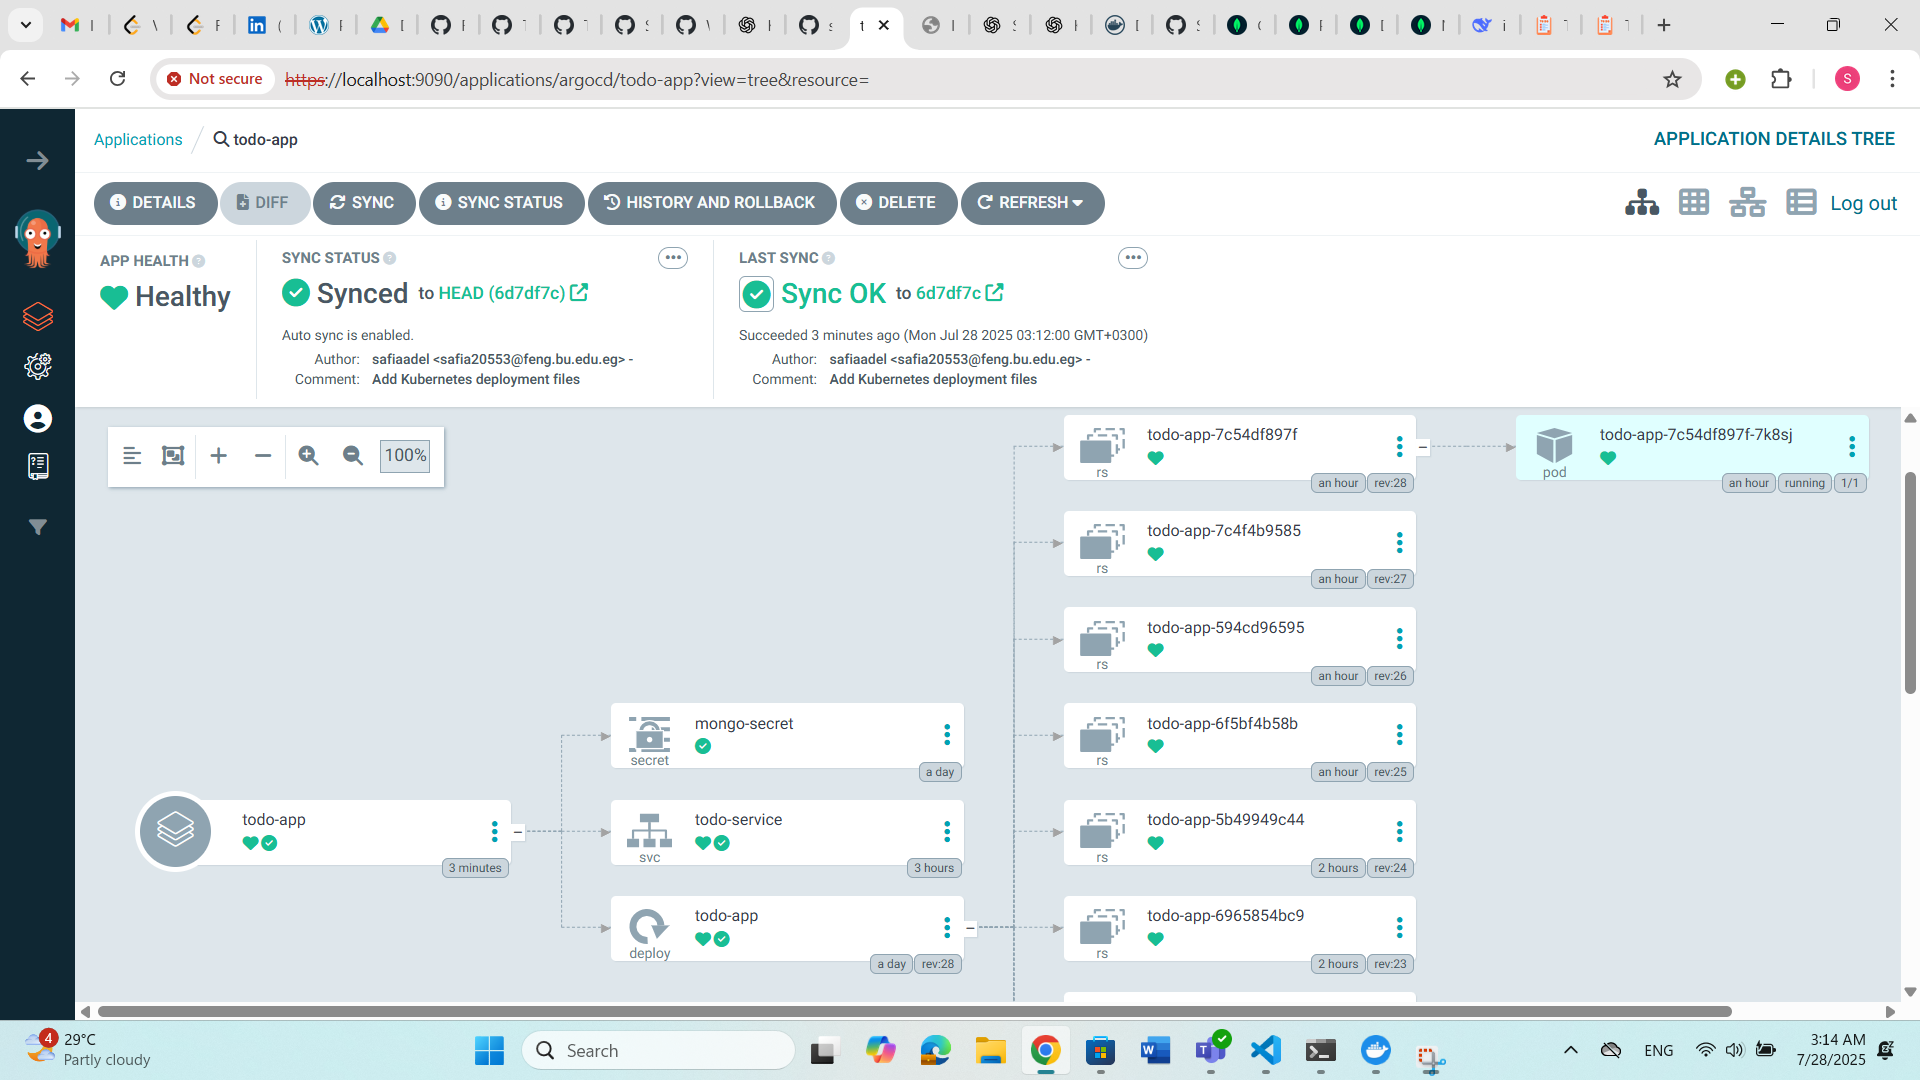 Not secure
https://localhost:9090/applications/argocd/todo-app?view=tree&resource=
S
Applications
todo-app
APPLICATION DETAILS TREE
DETAILS
DIFF
SYNC
SYNC STATUS
HISTORY AND ROLLBACK
DELETE
REFRESH
Log out
APP HEALTH
Healthy
SYNC STATUS
Synced to HEAD (6d7df7c)
Auto sync is enabled.
Author: safiaadel <safia20553@feng.bu.edu.eg> -
Comment: Add Kubernetes deployment files
LAST SYNC
Sync OK to 6d7df7c
Succeeded 3 minutes ago (Mon Jul 28 2025 03:12:00 GMT+0300)
Author: safiaadel <safia20553@feng.bu.edu.eg> -
Comment: Add Kubernetes deployment files
100%
todo-app
3 minutes
mongo-secret
secret
a day
todo-service
svc
3 hours
todo-app
deploy
a day
rev:28
todo-app-7c54df897f
rs
an hour
rev:28
todo-app-7c4f4b9585
rs
an hour
rev:27
todo-app-594cd96595
rs
an hour
rev:26
todo-app-6f5bf4b58b
rs
an hour
rev:25
todo-app-5b49949c44
rs
2 hours
rev:24
todo-app-6965854bc9
rs
2 hours
rev:23
todo-app-7c54df897f-7k8sj
pod
an hour
running
1/1
4
29°C
Partly cloudy
Search
ENG
3:14 AM
7/28/2025